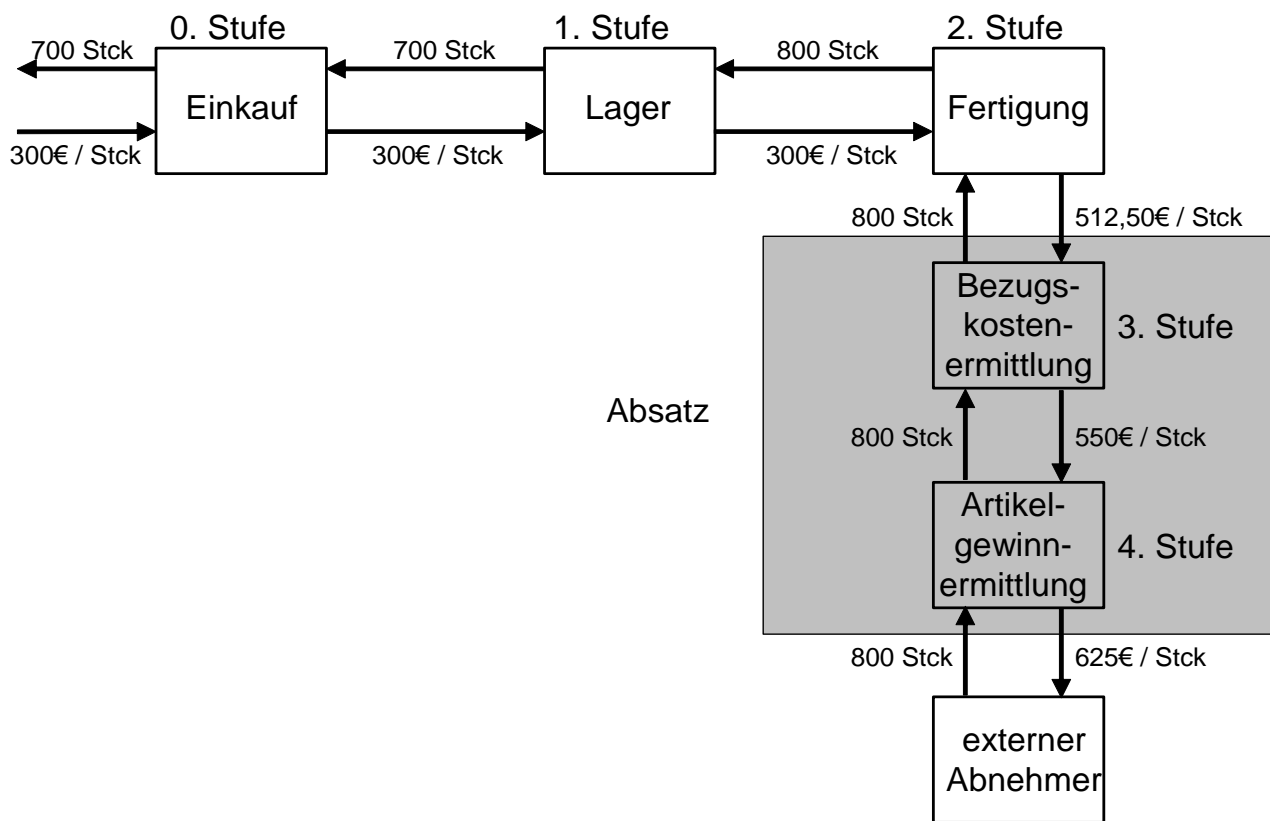 0. Stufe
1. Stufe
2. Stufe
700 Stck
700 Stck
800 Stck
Einkauf
Lager
Fertigung
300€ / Stck
300€ / Stck
300€ / Stck
800 Stck
512,50€ / Stck
Bezugs-
kosten-
ermittlung
3. Stufe
Absatz
800 Stck
550€ / Stck
Artikel-
gewinn-
ermittlung
4. Stufe
800 Stck
625€ / Stck
externer
Abnehmer